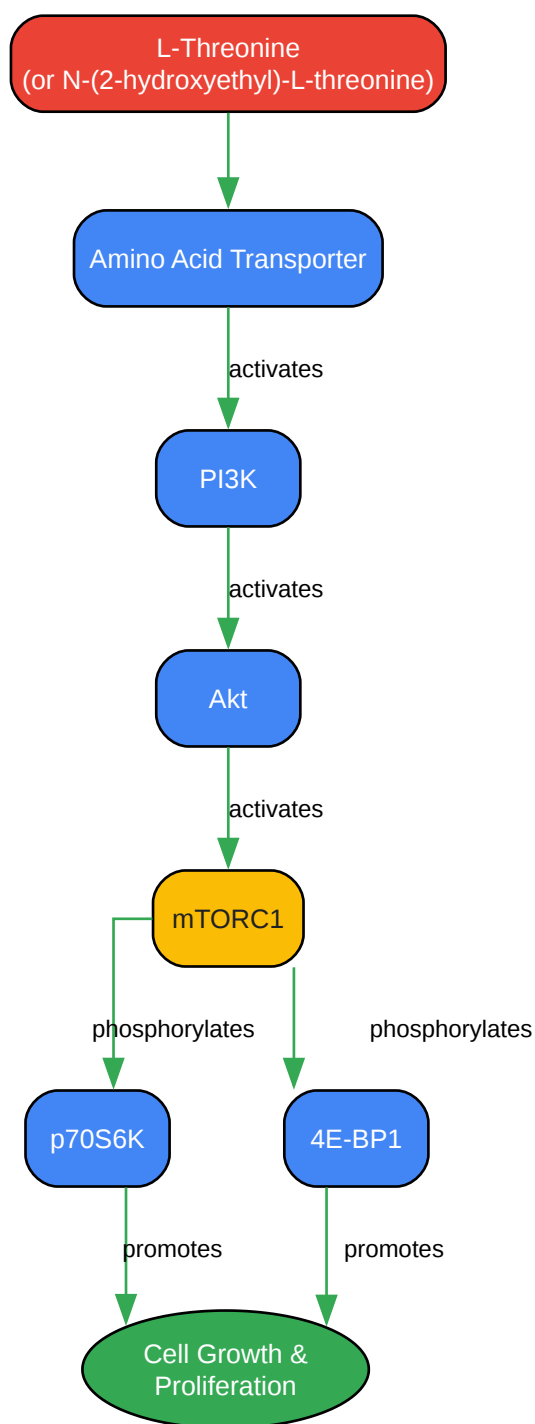 L-Threonine
(or N-(2-hydroxyethyl)-L-threonine)
Amino Acid Transporter
activates
PI3K
activates
Akt
activates
mTORC1
phosphorylates
phosphorylates
p70S6K
4E-BP1
promotes
promotes
Cell Growth &
Proliferation